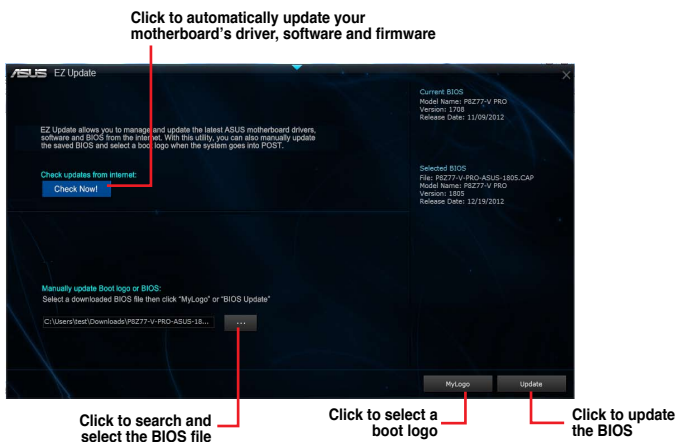 Click to automatically update your
motherboard's driver, software and firmware
ASUS EZ Update
EZ Update allows you to manage and update the latest ASUS motherboard drivers,
software and BIOS from the internet. With this utility, you can also manually update
the saved BIOS and select a boot logo when the system goes into POST.
Check updates from internet:
Check Now!
Current BIOS
Model Name: P8Z77-V PRO
Version: 1708
Release Date: 11/09/2012
Selected BIOS
File: P8Z77-V-PRO-ASUS-1805.CAP
Model Name: P8Z77-V PRO
Version: 1805
Release Date: 12/19/2012
Manually update Boot logo or BIOS:
Select a downloaded BIOS file then click "MyLogo" or "BIOS Update"
C:\Users\test\Downloads\P8Z77-V-PRO-ASUS-18...
...
MyLogo
Update
Click to search and
select the BIOS file
Click to select a
boot logo
Click to update
the BIOS